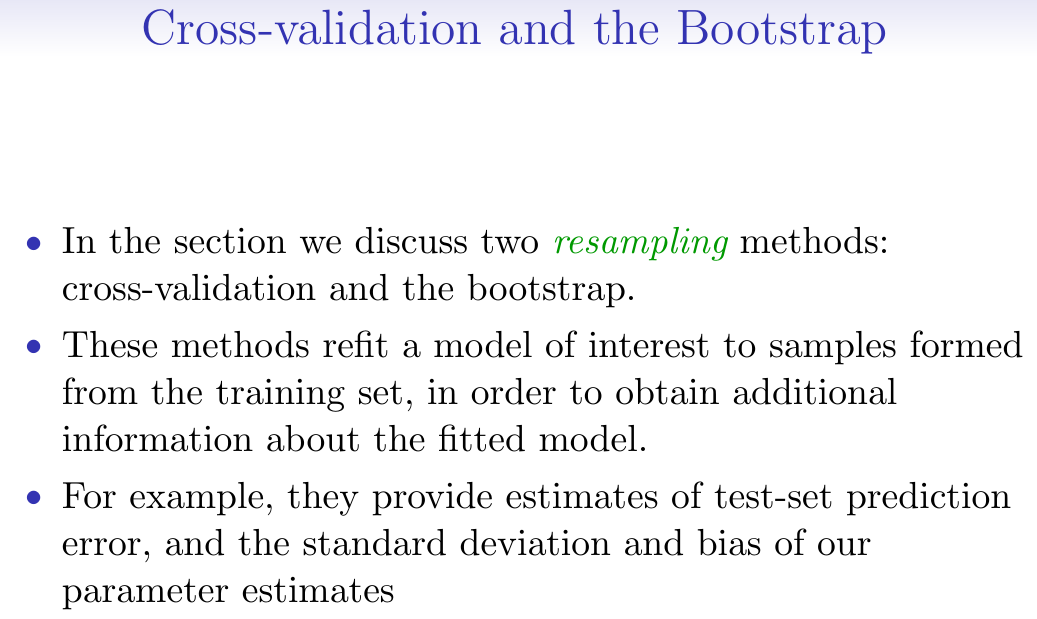 Cross-validation and the Bootstrap
• In the section we discuss two resampling methods:
cross-validation and the bootstrap.
• These methods refit a model of interest to samples formed
from the training set, in order to obtain additional
information about the fitted model.
• For example, they provide estimates of test-set prediction
error, and the standard deviation and bias of our
parameter estimates